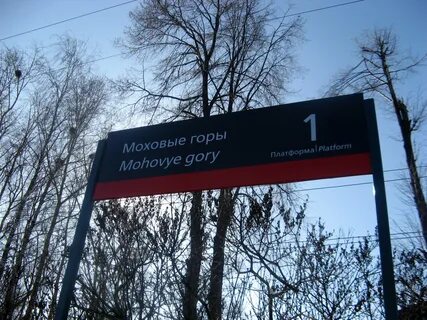 Моховые горы
Mohovye gory
1
Платформа | Platform